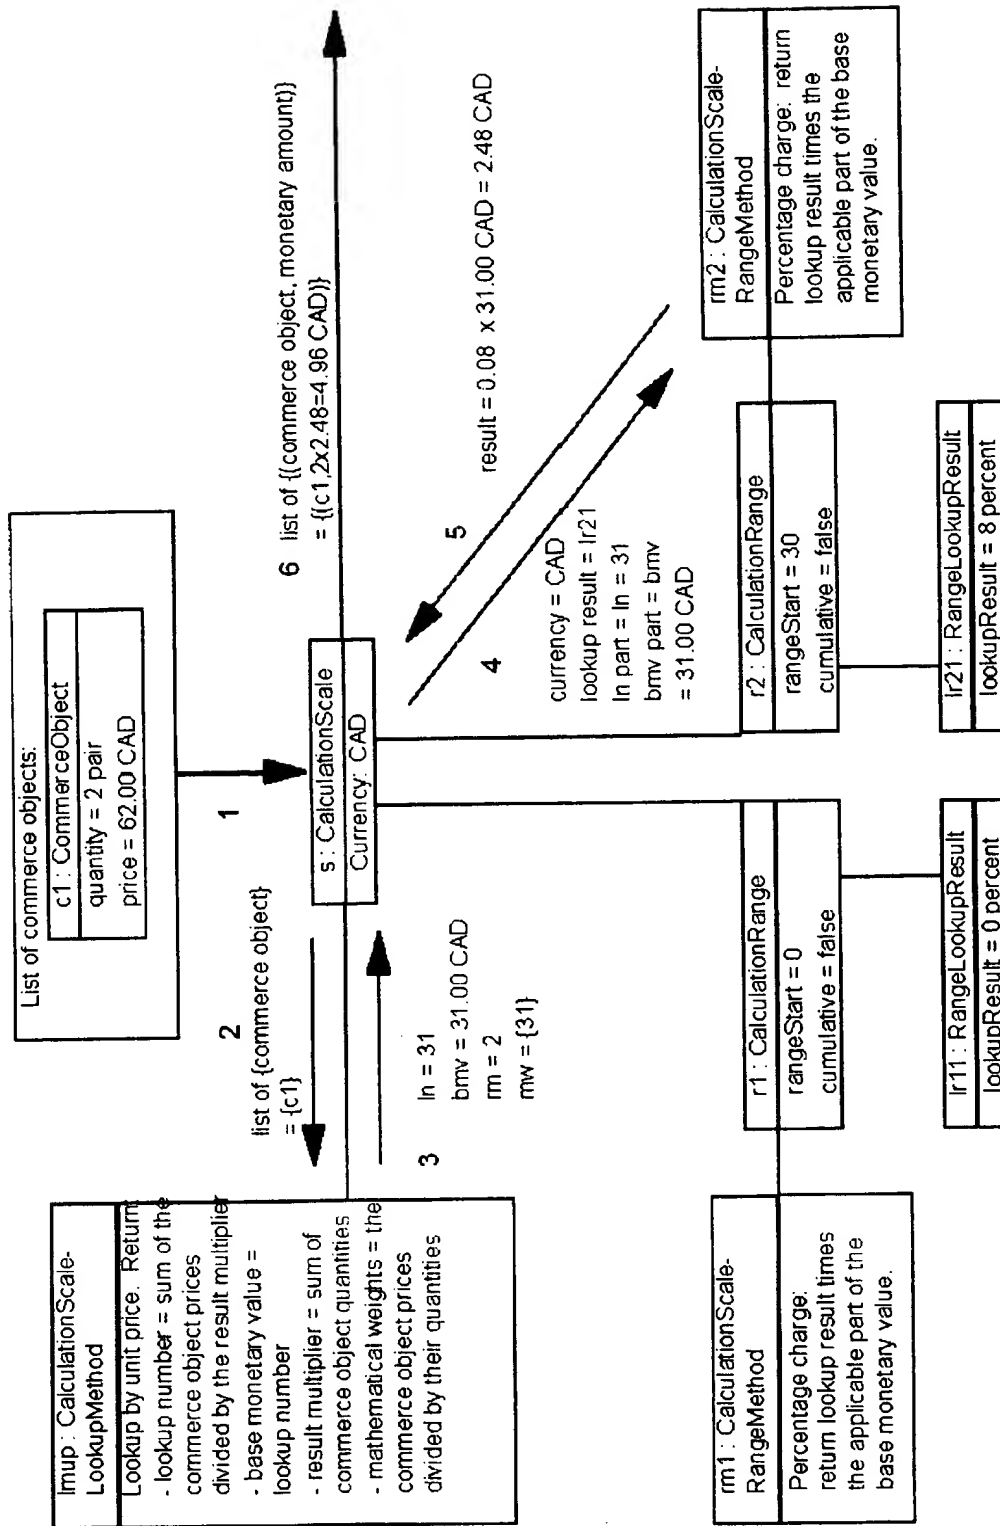 List of commerce objects:
c1 : CommerceObject
quantity = 2 pair
price = 62.00 CAD
1
2
list of {commerce object}
= {c1}
6 list of {(commerce object, monetary amount)}
= {(c1,2x2.48=4.96 CAD)}
lmup : CalculationScale-
LookupMethod
Lookup by unit price. Return
- lookup number = sum of the
commerce object prices
divided by the result multiplier
- base monetary value =
lookup number
- result multiplier = sum of
commerce object quantities
- mathematical weights = the
commerce object prices
divided by their quantities
s : CalculationScale
Currency: CAD
3
ln = 31
bmv = 31.00 CAD
rm = 2
mw = {31}
4
currency = CAD
lookup result = lr21
ln part = ln = 31
bmv part = bmv
= 31.00 CAD
5
result = 0.08 x 31.00 CAD = 2.48 CAD
rm1 : CalculationScale-
RangeMethod
Percentage charge:
return lookup result times
the applicable part of the
base monetary value.
r1 : CalculationRange
rangeStart = 0
cumulative = false
r2 : CalculationRange
rangeStart = 30
cumulative = false
rm2 : CalculationScale-
RangeMethod
Percentage charge: return
lookup result times the
applicable part of the base
monetary value.
lr11 : RangeLookupResult
lookupResult = 0 percent
lr21 : RangeLookupResult
lookupResult = 8 percent